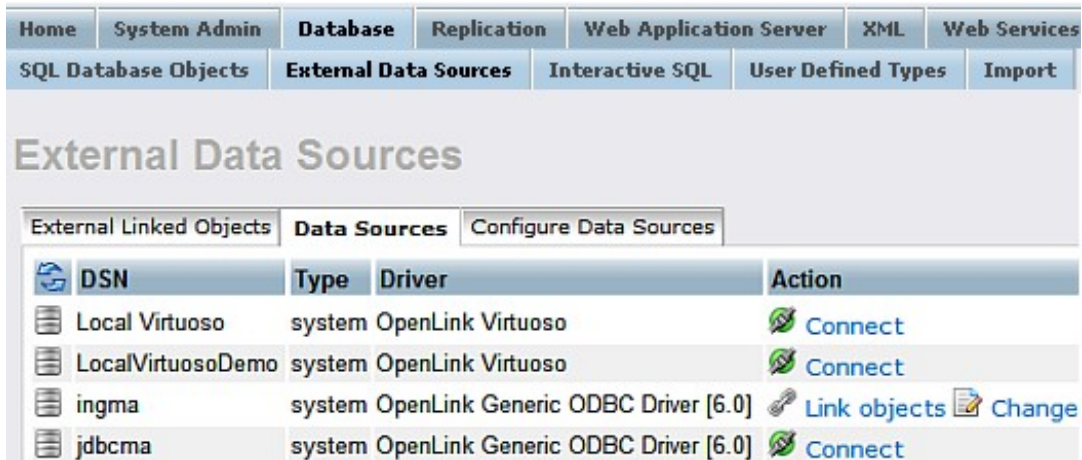 Home System Admin Database Replication Web Application Server XML Web Services
SQL Database Objects External Data Sources Interactive SQL User Defined Types Import
External Data Sources
External Linked Objects Data Sources Configure Data Sources
DSN Type Driver Action
Local Virtuoso system OpenLink Virtuoso Connect
LocalVirtuosoDemo system OpenLink Virtuoso Connect
ingma system OpenLink Generic ODBC Driver [6.0] Link objects Change
jdbcma system OpenLink Generic ODBC Driver [6.0] Connect